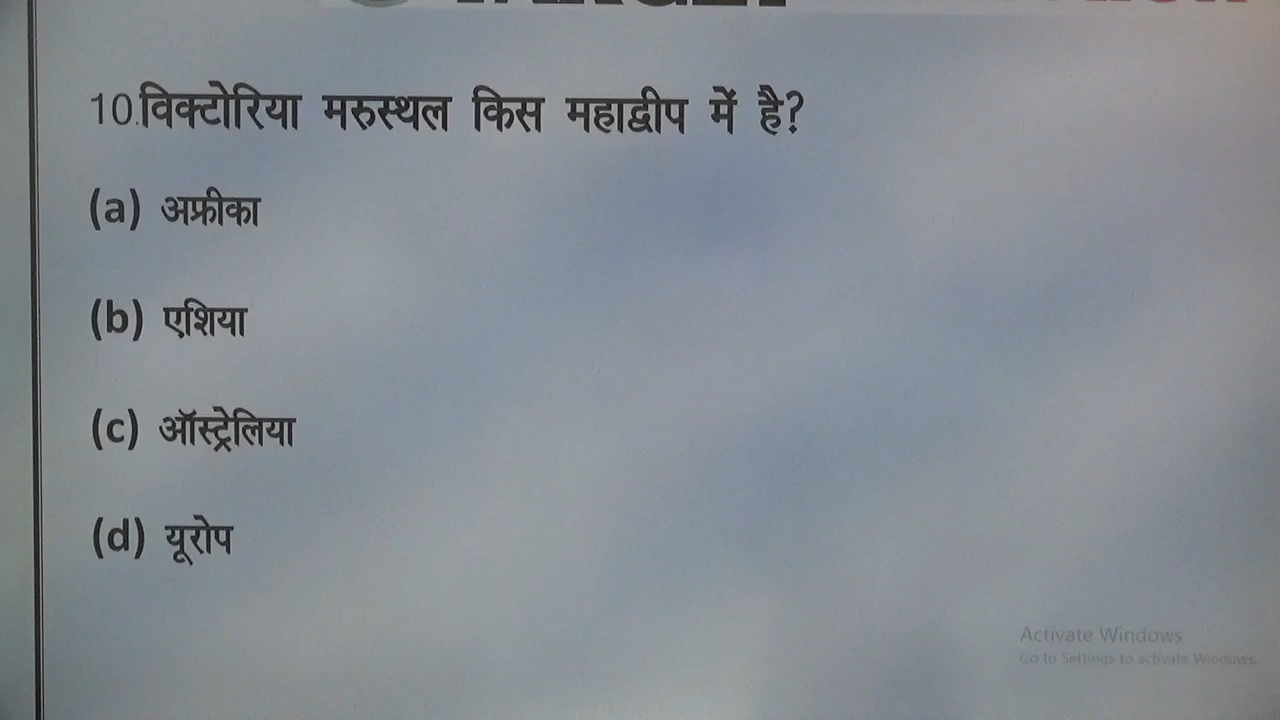 10.विक्टोरिया मरुस्थल किस महाद्वीप में है?
(a) अफ्रीका
(b) एशिया
(c) ऑस्ट्रेलिया
(d) यूरोप
Activate Windows
Go to Settings to activate Windows.